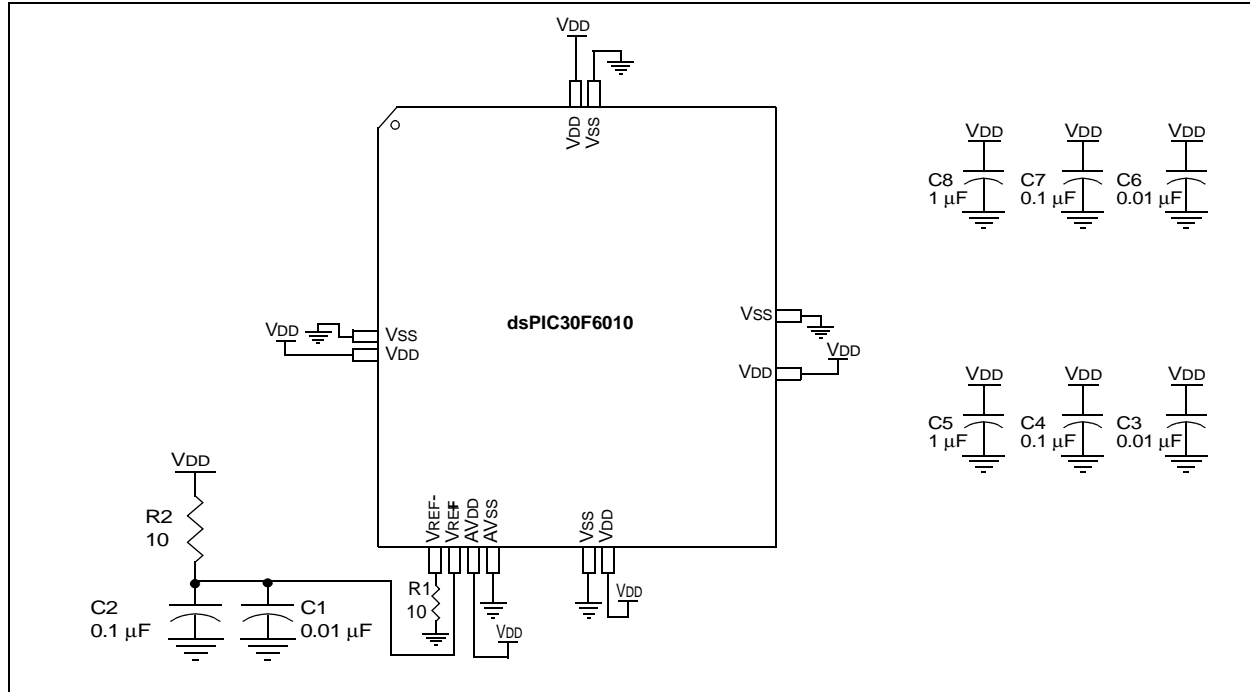 VDD
VDD
VSS
VDD
C8
1 µF
VDD
C7
0.1 µF
VDD
C6
0.01 µF
dsPIC30F6010
VDD
VSS
VDD
VSS
VDD
VDD
VDD
C5
1 µF
VDD
C4
0.1 µF
VDD
C3
0.01 µF
VDD
R2
10
VREF-
VREF+
AVDD
AVSS
VSS
VDD
C2
0.1 µF
C1
0.01 µF
R1
10
VDD
VDD